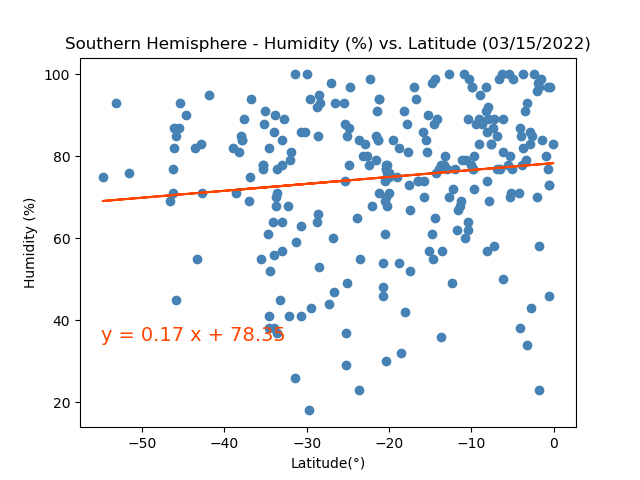 Southern Hemisphere - Humidity (%) vs. Latitude (03/15/2022)
100
80
60
40
20
Humidity (%)
y = 0.17 x + 78.35
−50
−40
−30
−20
−10
0
Latitude(°)